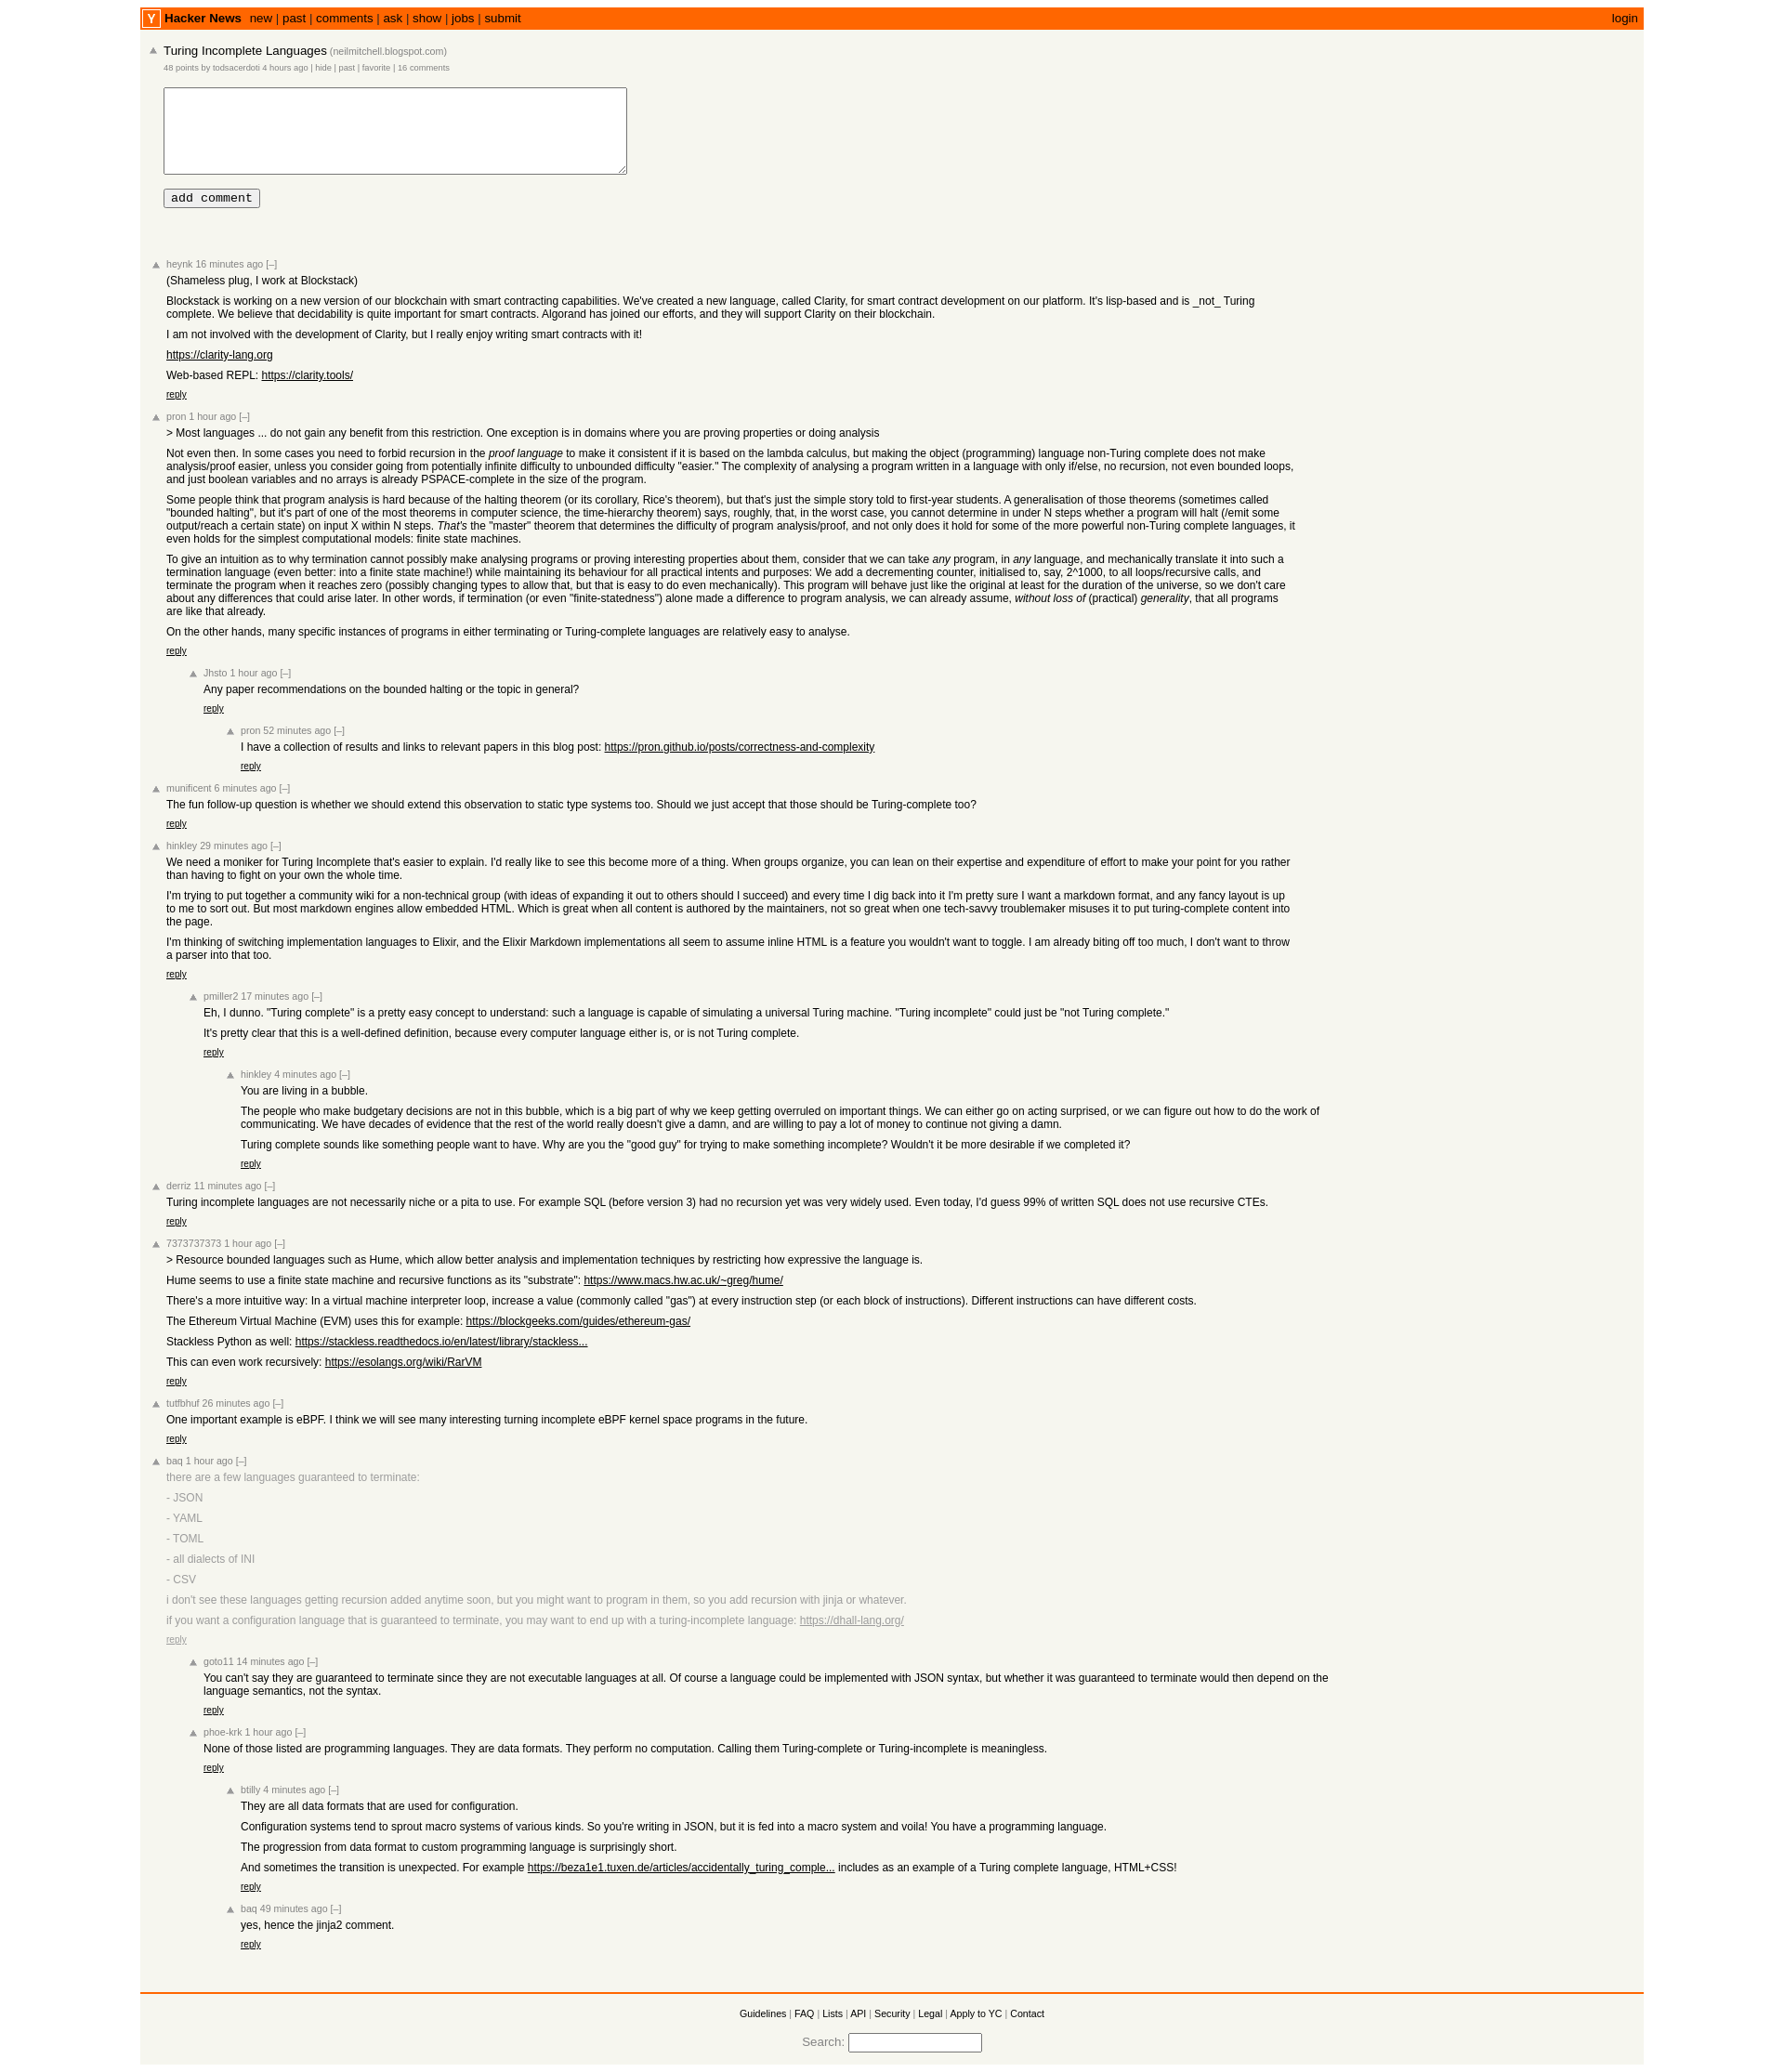 Y Hacker News new | past | comments | ask | show | jobs | submit login
Turing Incomplete Languages (neilmitchell.blogspot.com)
48 points by todsacerdoti 4 hours ago | hide | past | favorite | 16 comments
add comment
heynk 16 minutes ago [–]
(Shameless plug, I work at Blockstack)
Blockstack is working on a new version of our blockchain with smart contracting capabilities. We've created a new language, called Clarity, for smart contract development on our platform. It's lisp-based and is _not_ Turing
complete. We believe that decidability is quite important for smart contracts. Algorand has joined our efforts, and they will support Clarity on their blockchain.
I am not involved with the development of Clarity, but I really enjoy writing smart contracts with it!
https://clarity-lang.org
Web-based REPL: https://clarity.tools/
reply
pron 1 hour ago [–]
> Most languages ... do not gain any benefit from this restriction. One exception is in domains where you are proving properties or doing analysis
Not even then. In some cases you need to forbid recursion in the proof language to make it consistent if it is based on the lambda calculus, but making the object (programming) language non-Turing complete does not make
analysis/proof easier, unless you consider going from potentially infinite difficulty to unbounded difficulty "easier." The complexity of analysing a program written in a language with only if/else, no recursion, not even bounded loops,
and just boolean variables and no arrays is already PSPACE-complete in the size of the program.
Some people think that program analysis is hard because of the halting theorem (or its corollary, Rice's theorem), but that's just the simple story told to first-year students. A generalisation of those theorems (sometimes called
"bounded halting", but it's part of one of the most theorems in computer science, the time-hierarchy theorem) says, roughly, that, in the worst case, you cannot determine in under N steps whether a program will halt (/emit some
output/reach a certain state) on input X within N steps. That's the "master" theorem that determines the difficulty of program analysis/proof, and not only does it hold for some of the more powerful non-Turing complete languages, it
even holds for the simplest computational models: finite state machines.
To give an intuition as to why termination cannot possibly make analysing programs or proving interesting properties about them, consider that we can take any program, in any language, and mechanically translate it into such a
termination language (even better: into a finite state machine!) while maintaining its behaviour for all practical intents and purposes: We add a decrementing counter, initialised to, say, 2^1000, to all loops/recursive calls, and
terminate the program when it reaches zero (possibly changing types to allow that, but that is easy to do even mechanically). This program will behave just like the original at least for the duration of the universe, so we don't care
about any differences that could arise later. In other words, if termination (or even "finite-statedness") alone made a difference to program analysis, we can already assume, without loss of (practical) generality, that all programs
are like that already.
On the other hands, many specific instances of programs in either terminating or Turing-complete languages are relatively easy to analyse.
reply
Jhsto 1 hour ago [–]
Any paper recommendations on the bounded halting or the topic in general?
reply
pron 52 minutes ago [–]
I have a collection of results and links to relevant papers in this blog post: https://pron.github.io/posts/correctness-and-complexity
reply
munificent 6 minutes ago [–]
The fun follow-up question is whether we should extend this observation to static type systems too. Should we just accept that those should be Turing-complete too?
reply
hinkley 29 minutes ago [–]
We need a moniker for Turing Incomplete that's easier to explain. I'd really like to see this become more of a thing. When groups organize, you can lean on their expertise and expenditure of effort to make your point for you rather
than having to fight on your own the whole time.
I'm trying to put together a community wiki for a non-technical group (with ideas of expanding it out to others should I succeed) and every time I dig back into it I'm pretty sure I want a markdown format, and any fancy layout is up
to me to sort out. But most markdown engines allow embedded HTML. Which is great when all content is authored by the maintainers, not so great when one tech-savvy troublemaker misuses it to put turing-complete content into
the page.
I'm thinking of switching implementation languages to Elixir, and the Elixir Markdown implementations all seem to assume inline HTML is a feature you wouldn't want to toggle. I am already biting off too much, I don't want to throw
a parser into that too.
reply
pmiller2 17 minutes ago [–]
Eh, I dunno. "Turing complete" is a pretty easy concept to understand: such a language is capable of simulating a universal Turing machine. "Turing incomplete" could just be "not Turing complete."
It's pretty clear that this is a well-defined definition, because every computer language either is, or is not Turing complete.
reply
hinkley 4 minutes ago [–]
You are living in a bubble.
The people who make budgetary decisions are not in this bubble, which is a big part of why we keep getting overruled on important things. We can either go on acting surprised, or we can figure out how to do the work of
communicating. We have decades of evidence that the rest of the world really doesn't give a damn, and are willing to pay a lot of money to continue not giving a damn.
Turing complete sounds like something people want to have. Why are you the "good guy" for trying to make something incomplete? Wouldn't it be more desirable if we completed it?
reply
derriz 11 minutes ago [–]
Turing incomplete languages are not necessarily niche or a pita to use. For example SQL (before version 3) had no recursion yet was very widely used. Even today, I'd guess 99% of written SQL does not use recursive CTEs.
reply
7373737373 1 hour ago [–]
> Resource bounded languages such as Hume, which allow better analysis and implementation techniques by restricting how expressive the language is.
Hume seems to use a finite state machine and recursive functions as its "substrate": https://www.macs.hw.ac.uk/~greg/hume/
There's a more intuitive way: In a virtual machine interpreter loop, increase a value (commonly called "gas") at every instruction step (or each block of instructions). Different instructions can have different costs.
The Ethereum Virtual Machine (EVM) uses this for example: https://blockgeeks.com/guides/ethereum-gas/
Stackless Python as well: https://stackless.readthedocs.io/en/latest/library/stackless...
This can even work recursively: https://esolangs.org/wiki/RarVM
reply
tutfbhuf 26 minutes ago [–]
One important example is eBPF. I think we will see many interesting turning incomplete eBPF kernel space programs in the future.
reply
baq 1 hour ago [–]
there are a few languages guaranteed to terminate:
- JSON
- YAML
- TOML
- all dialects of INI
- CSV
i don't see these languages getting recursion added anytime soon, but you might want to program in them, so you add recursion with jinja or whatever.
if you want a configuration language that is guaranteed to terminate, you may want to end up with a turing-incomplete language: https://dhall-lang.org/
reply
goto11 14 minutes ago [–]
You can't say they are guaranteed to terminate since they are not executable languages at all. Of course a language could be implemented with JSON syntax, but whether it was guaranteed to terminate would then depend on the
language semantics, not the syntax.
reply
phoe-krk 1 hour ago [–]
None of those listed are programming languages. They are data formats. They perform no computation. Calling them Turing-complete or Turing-incomplete is meaningless.
reply
btilly 4 minutes ago [–]
They are all data formats that are used for configuration.
Configuration systems tend to sprout macro systems of various kinds. So you're writing in JSON, but it is fed into a macro system and voila! You have a programming language.
The progression from data format to custom programming language is surprisingly short.
And sometimes the transition is unexpected. For example https://beza1e1.tuxen.de/articles/accidentally_turing_comple... includes as an example of a Turing complete language, HTML+CSS!
reply
baq 49 minutes ago [–]
yes, hence the jinja2 comment.
reply
Guidelines | FAQ | Lists | API | Security | Legal | Apply to YC | Contact
Search: